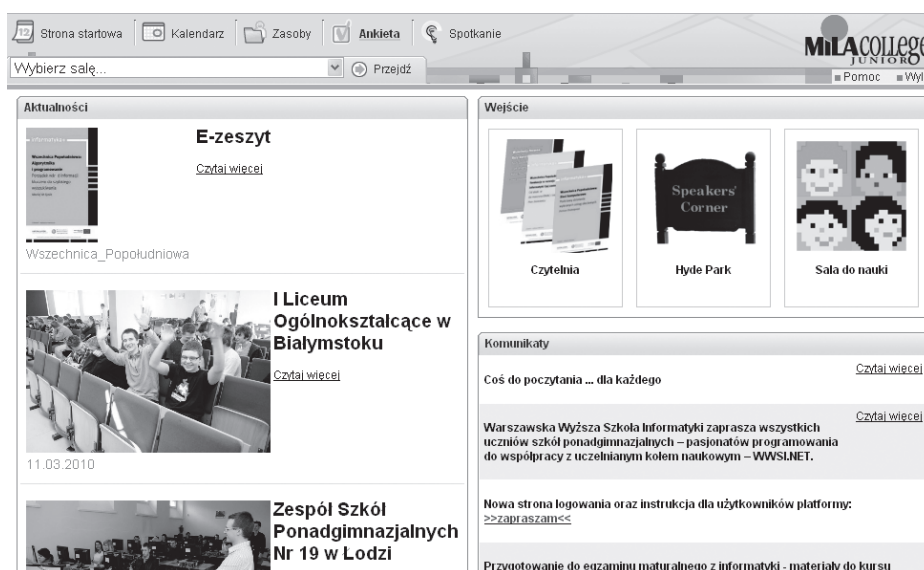 12 Strona startowa Kalendarz Zasoby Ankieta Spotkanie
MiLA COLLEGE
JUNIOR
Wybierz salę... Przejdź
Pomoc
Aktualności
E-zeszyt
Czytaj więcej
Wszechnica_Popołudniowa
I Liceum
Ogólnokształcące w
Białymstoku
Czytaj więcej
11.03.2010
Zespół Szkół
Ponadgimnazjalnych
Nr 19 w Łodzi
Wejście
Speakers'
Corner
Czytelnia Hyde Park Sala do nauki
Komunikaty
Coś do poczytania ... dla każdego
Czytaj więcej
Warszawska Wyższa Szkoła Informatyki zaprasza wszystkich
uczniów szkół ponadgimnazjalnych – pasjonatów programowania
do współpracy z uczelnianym kołem naukowym – WWSI.NET.
Czytaj więcej
Nowa strona logowania oraz instrukcja dla użytkowników platformy:
>>zapraszam<<
Przygotowanie do egzaminu maturalnego z informatyki - materiały do kursu